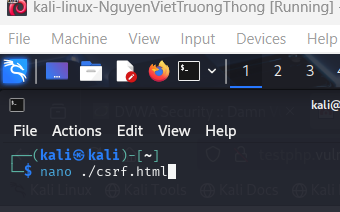 kali-linux-NguyenVietTruongThong [Running] -
File Machine View Input Devices Help
1 2 3 4
kali@
File Actions Edit View Help
(kali㉿kali)-[~]
$ nano ./csrf.html